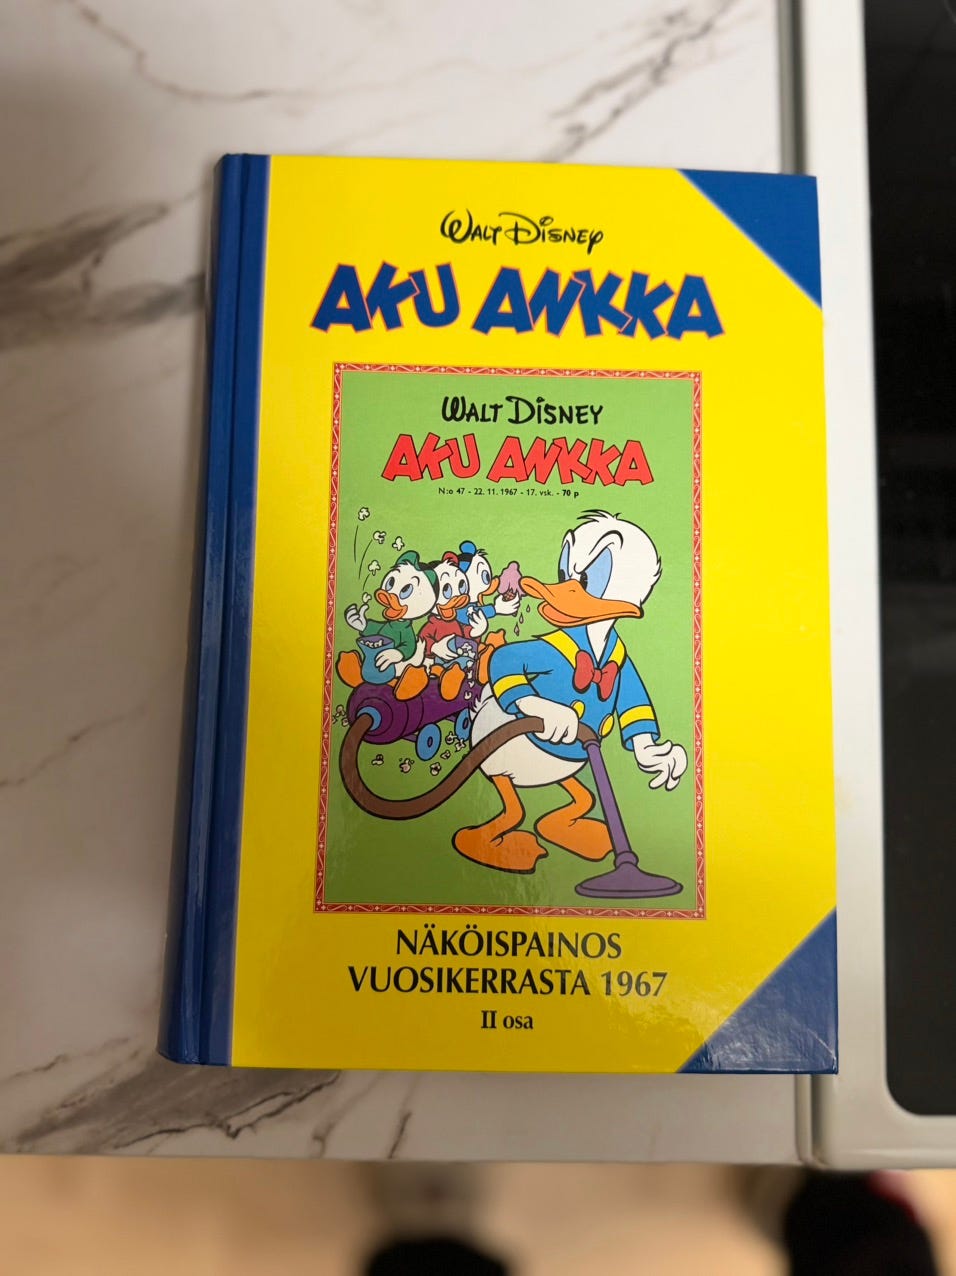 WALT DISNEY
AKU ANKKA
WALT DISNEY
AKU ANKKA
N:o 47 - 22. 11. 1967 - 17. vsk. - 70 p
NÄKÖISPAINOS
VUOSIKERRASTA 1967
II osa